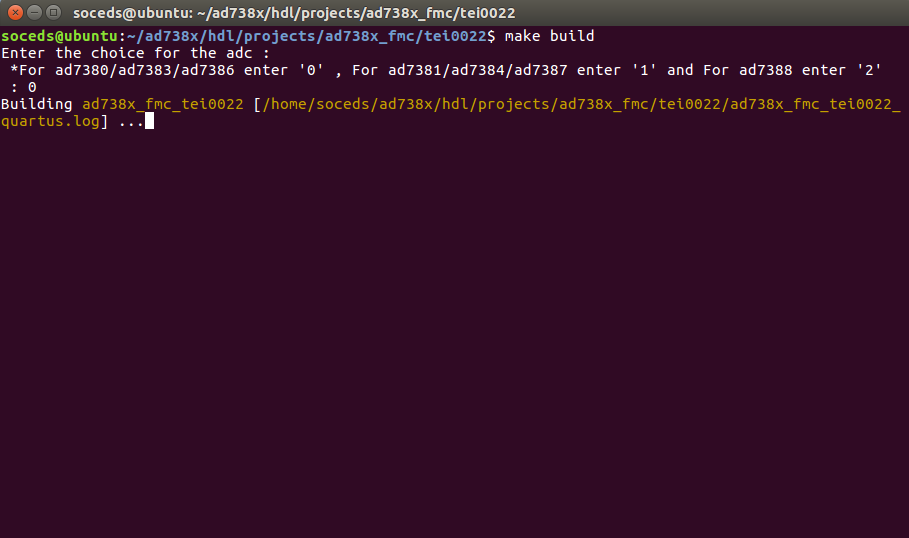 soceds@ubuntu: ~/ad738x/hdl/projects/ad738x_fmc/tei0022
soceds@ubuntu:~/ad738x/hdl/projects/ad738x_fmc/tei0022$ make build
Enter the choice for the adc :
 *For ad7380/ad7383/ad7386 enter '0' , For ad7381/ad7384/ad7387 enter '1' and For ad7388 enter '2'
 : 0
Building ad738x_fmc_tei0022 [/home/soceds/ad738x/hdl/projects/ad738x_fmc/tei0022/ad738x_fmc_tei0022_
quartus.log] ...